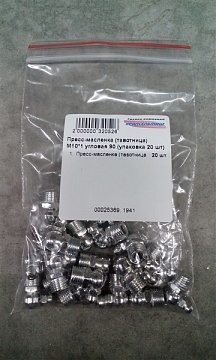 2 000000 320526
Пресс-масленка (тавотница)
М10*1 угловая 90 (упаковка 20 шт)
1 Пресс-масленка (тавотница 20 шт
00025369, 1941